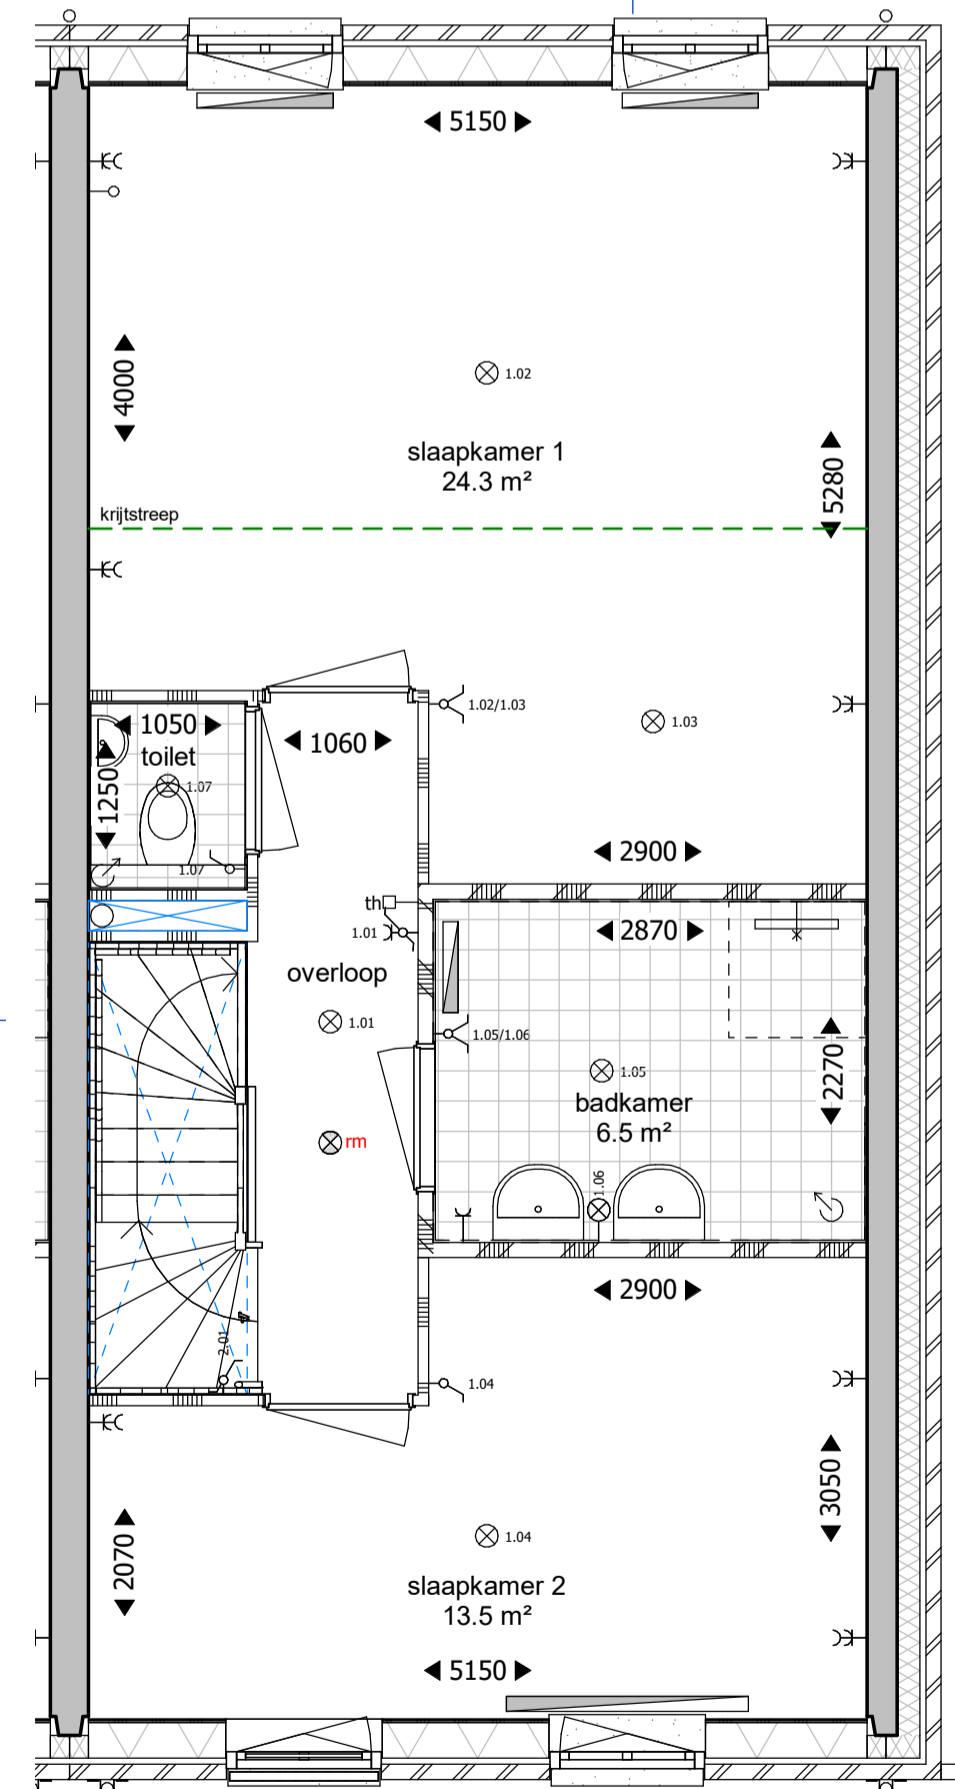 5150
4000
1.02
slaapkamer 1
24.3 m²
5280
krijtstreep
1.02/1.03
1.03
1050
toilet
1060
1250
1.07
1.07
2900
th
1.01
2870
overloop
1.01
1.05/1.06
1.05
badkamer
6.5 m²
2270
rm
1.06
2900
2.01
1.04
3050
2070
1.04
slaapkamer 2
13.5 m²
5150